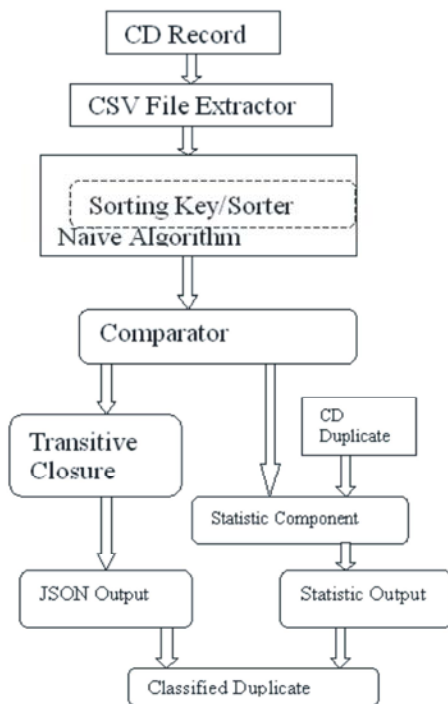 CD Record
CSV File Extractor
Sorting Key/Sorter
Naive Algorithm
Comparator
Transitive
Closure
CD
Duplicate
Statistic Component
JSON Output
Statistic Output
Classified Duplicate